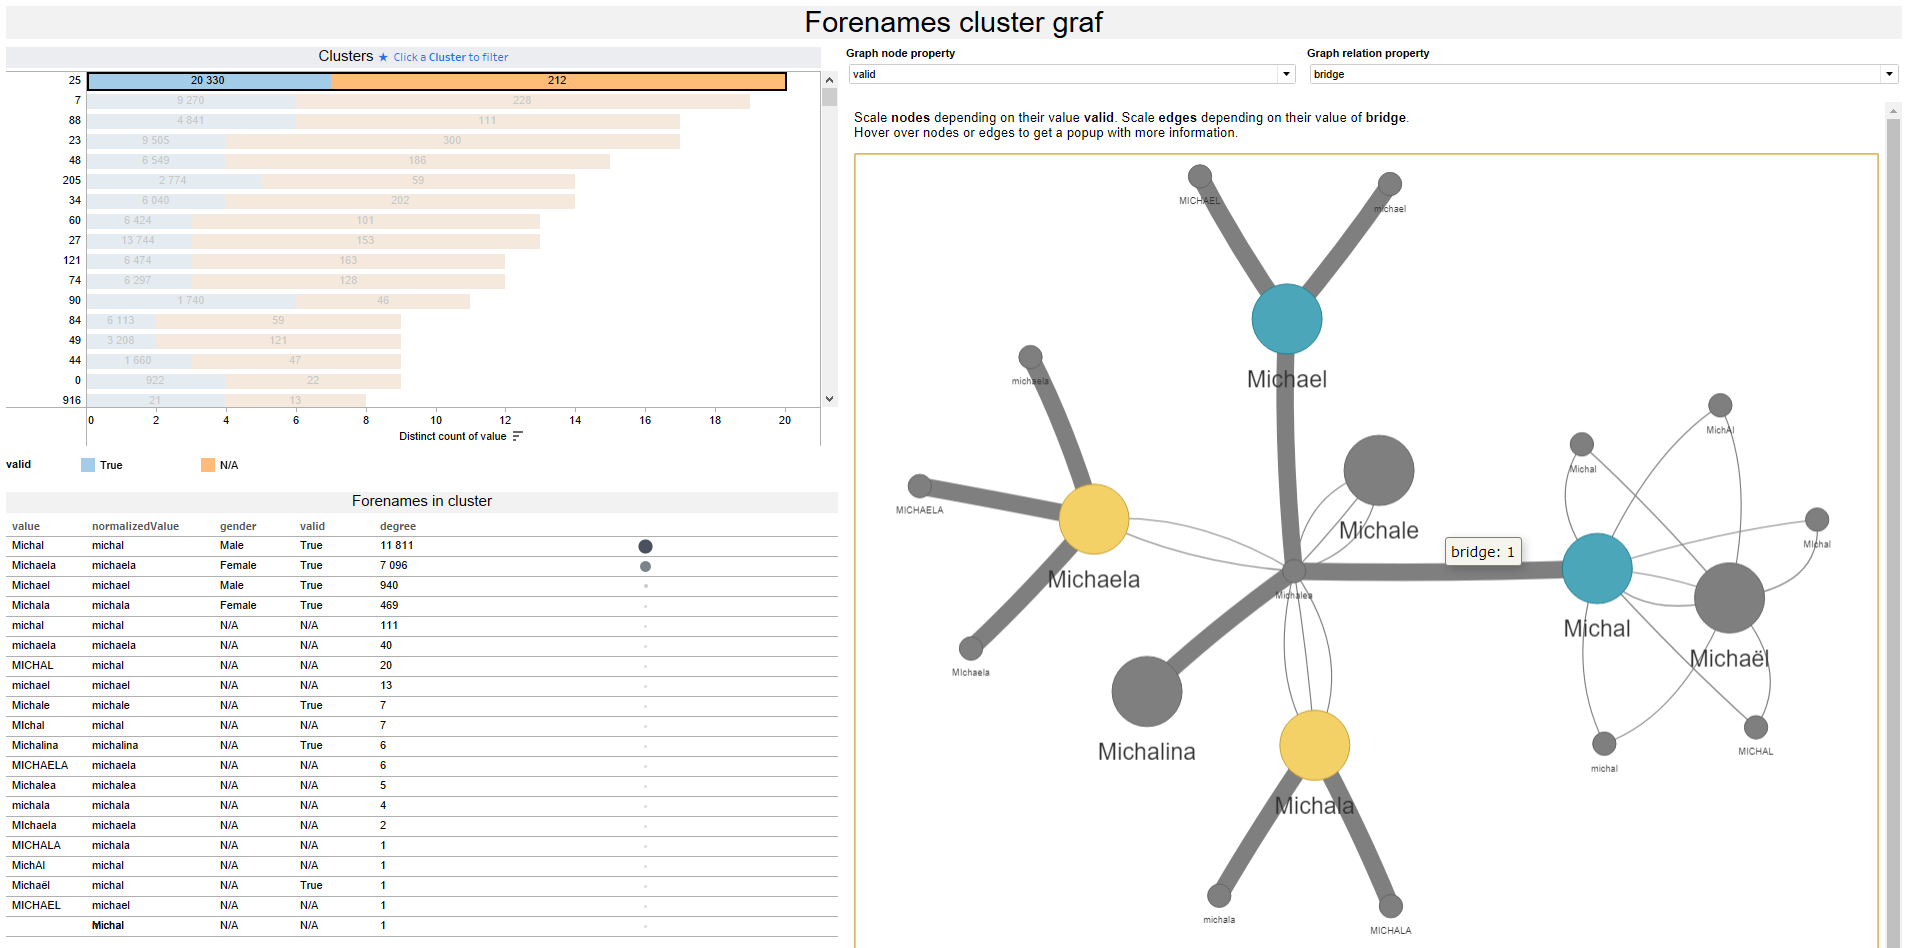 Forenames cluster graf
Clusters ★ Click a Cluster to filter
25 20 330 212
7 9 270 228
88 4 841 111
23 9 505 300
48 6 549 186
205 2 774 59
34 6 040 202
60 6 424 101
27 13 744 153
121 6 474 163
74 6 297 128
90 1 740 46
84 6 113 59
49 3 208 121
44 1 660 47
0 922 22
916 21 13
0 2 4 6 8 10 12 14 16 18 20
Distinct count of value
valid True N/A
Forenames in cluster
value normalizedValue gender valid degree
Michal michal Male True 11 811
Michaela michaela Female True 7 096
Michael michael Male True 940
Michala michala Female True 469
michal michal N/A N/A 111
michaela michaela N/A N/A 40
MICHAL michal N/A N/A 20
michael michael N/A N/A 13
Michale michale N/A True 7
MIchal michal N/A N/A 7
Michalina michalina N/A True 6
MICHAELA michaela N/A N/A 6
Michalea michalea N/A N/A 5
michala michala N/A N/A 4
MIchaela michaela N/A N/A 2
MICHALA michala N/A N/A 1
MichAl michal N/A N/A 1
Michaël michal N/A True 1
MICHAEL michael N/A N/A 1
Michal N/A N/A 1
Graph node property
valid
Graph relation property
bridge
Scale nodes depending on their value valid. Scale edges depending on their value of bridge.
Hover over nodes or edges to get a popup with more information.
MICHAEL
michael
Michael
michaela
MichAl
Michal
MICHAELA
Michale
MIchal
bridge: 1
Michaela
Michalea
Michal
Michaël
MIchaela
Michalina
MICHAL
michal
Michala
michala
MICHALA